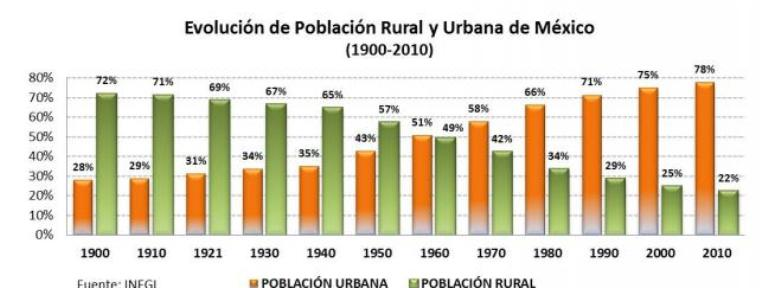 Evolución de Población Rural y Urbana de México
(1900-2010)
80%
70%
60%
50%
40%
30%
20%
10%
0%
28% 72% 29% 71% 31% 69% 34% 67% 35% 65% 43% 57% 51% 49% 58% 42% 66% 34% 71% 29% 75% 25% 78% 22%
1900 1910 1921 1930 1940 1950 1960 1970 1980 1990 2000 2010
Fuente: INEGI POBLACIÓN URBANA POBLACIÓN RURAL